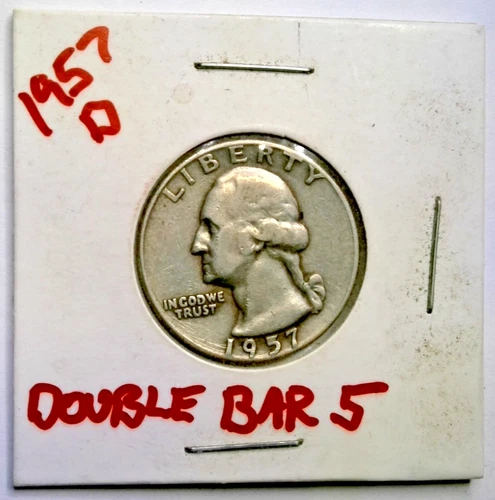 1957
D
LIBERTY
IN GOD WE
TRUST
1957
DOUBLE BAR 5